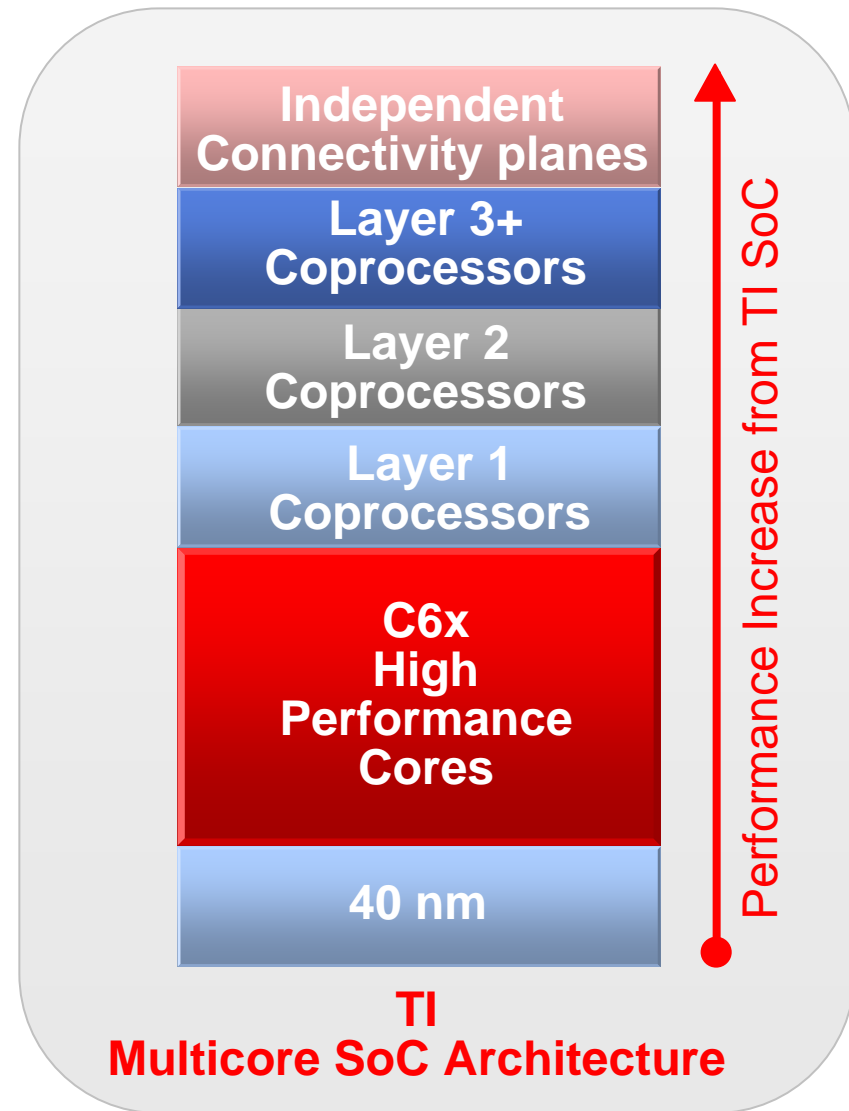 Independent
Connectivity planes
Layer 3+
Coprocessors
Layer 2
Coprocessors
Layer 1
Coprocessors
C6x
High
Performance
Cores
40 nm
Performance Increase from TI SoC
TI
Multicore SoC Architecture